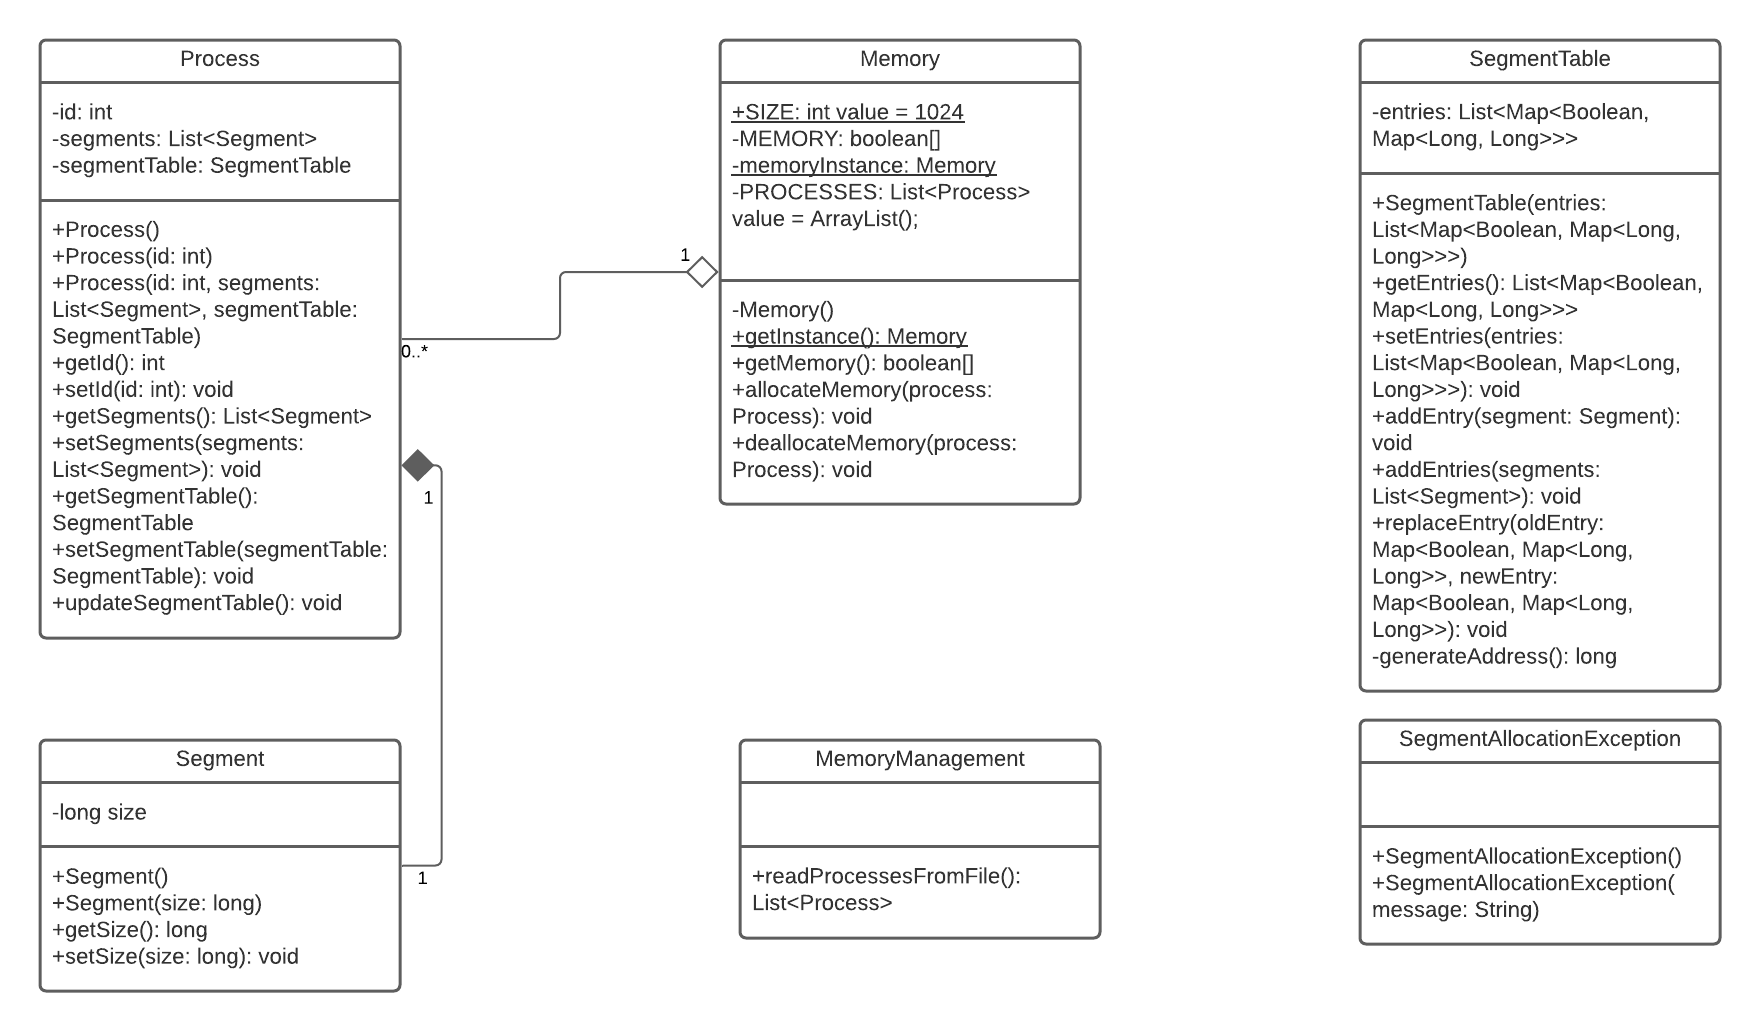 Process
-id: int
-segments: List<Segment>
-segmentTable: SegmentTable
+Process()
+Process(id: int)
+Process(id: int, segments:
List<Segment>, segmentTable:
SegmentTable)
+getId(): int
+setId(id: int): void
+getSegments(): List<Segment>
+setSegments(segments:
List<Segment>): void
+getSegmentTable():
SegmentTable
+setSegmentTable(segmentTable:
SegmentTable): void
+updateSegmentTable(): void
0..*
1
1
1
Memory
+SIZE: int value = 1024
-MEMORY: boolean[]
-memoryInstance: Memory
-PROCESSES: List<Process>
value = ArrayList();
-Memory()
+getInstance(): Memory
+getMemory(): boolean[]
+allocateMemory(process:
Process): void
+deallocateMemory(process:
Process): void
SegmentTable
-entries: List<Map<Boolean,
Map<Long, Long>>>
+SegmentTable(entries:
List<Map<Boolean, Map<Long,
Long>>>)
+getEntries(): List<Map<Boolean,
Map<Long, Long>>>
+setEntries(entries:
List<Map<Boolean, Map<Long,
Long>>>): void
+addEntry(segment: Segment):
void
+addEntries(segments:
List<Segment>): void
+replaceEntry(oldEntry:
Map<Boolean, Map<Long,
Long>>, newEntry:
Map<Boolean, Map<Long,
Long>>): void
-generateAddress(): long
Segment
-long size
+Segment()
+Segment(size: long)
+getSize(): long
+setSize(size: long): void
MemoryManagement
+readProcessesFromFile():
List<Process>
SegmentAllocationException
+SegmentAllocationException()
+SegmentAllocationException(
message: String)